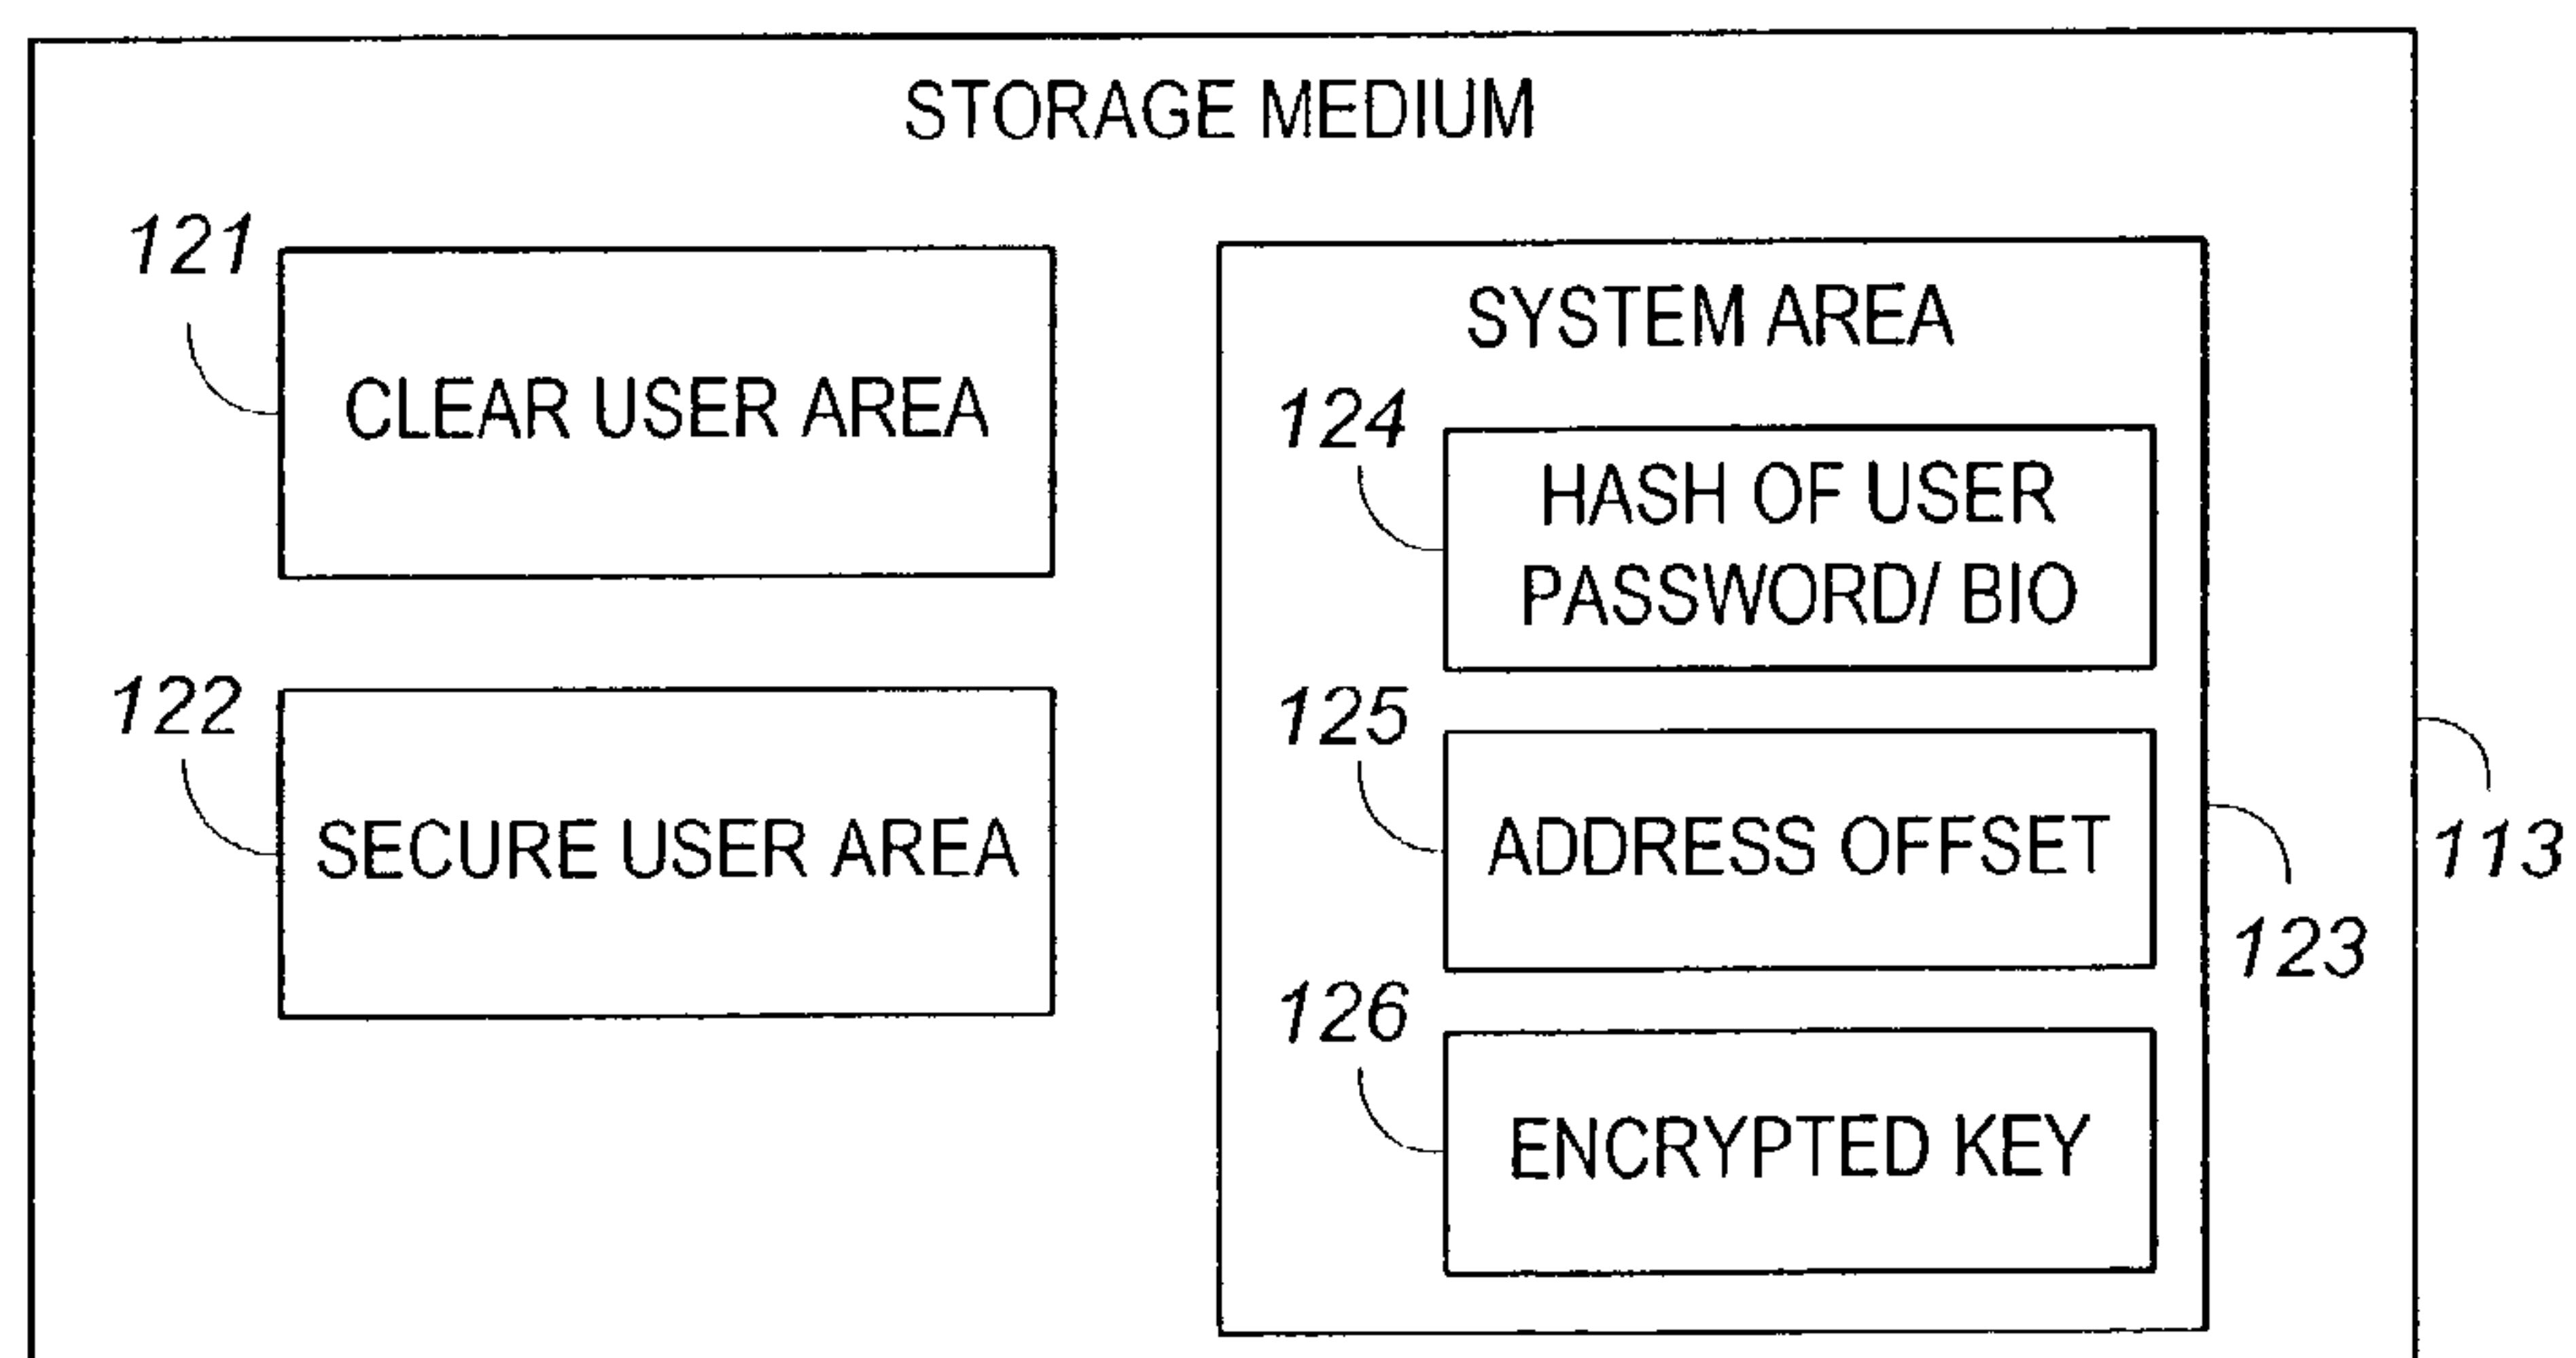 STORAGE MEDIUM
121
CLEAR USER AREA
122
SECURE USER AREA
SYSTEM AREA
124
HASH OF USER
PASSWORD/ BIO
125
ADDRESS OFFSET
126
ENCRYPTED KEY
123
113